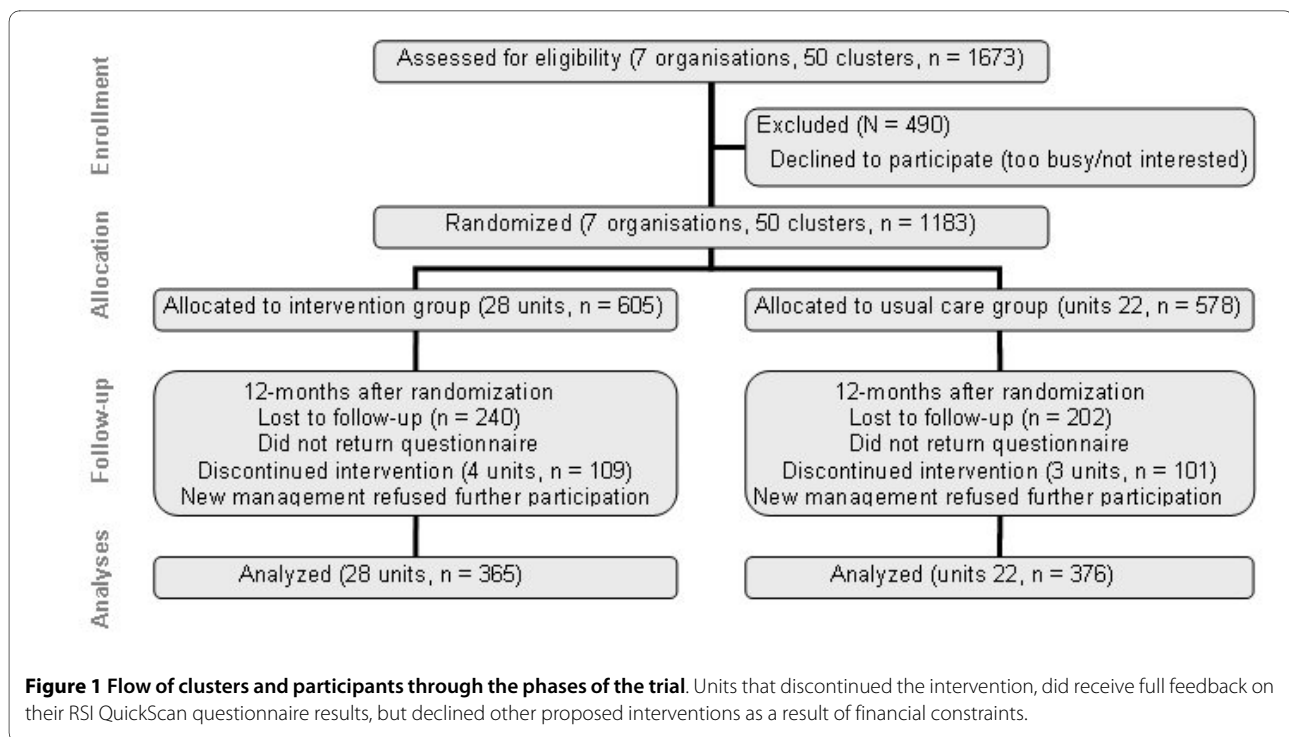 Enrollment
Assessed for eligibility (7 organisations, 50 clusters, n = 1673)
Excluded (N = 490)
Declined to participate (too busy/not interested)
Allocation
Randomized (7 organisations, 50 clusters, n = 1183)
Allocated to intervention group (28 units, n = 605)
Allocated to usual care group (units 22, n = 578)
Follow-up
12-months after randomization
Lost to follow-up (n = 240)
Did not return questionnaire
Discontinued intervention (4 units, n = 109)
New management refused further participation
12-months after randomization
Lost to follow-up (n = 202)
Did not return questionnaire
Discontinued intervention (3 units, n = 101)
New management refused further participation
Analyses
Analyzed (28 units, n = 365)
Analyzed (units 22, n = 376)
Figure 1 Flow of clusters and participants through the phases of the trial. Units that discontinued the intervention, did receive full feedback on
their RSI QuickScan questionnaire results, but declined other proposed interventions as a result of financial constraints.